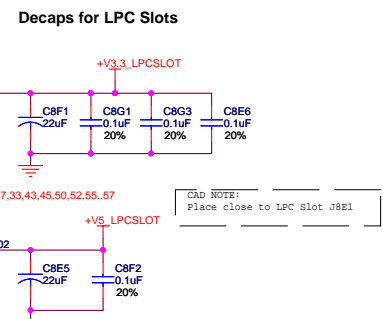 Decaps for LPC Slots
+V3.3_LPCSLOT
C8F1 C8G1 C8G3 C8E6
22uF 0.1uF 0.1uF 0.1uF
20% 20% 20%
7,33,43,45,50,52,55..57
CAD NOTE:
Place close to LPC Slot J8E1
+V5_LPCSLOT
02
C8E5 C8F2
22uF 0.1uF
20%